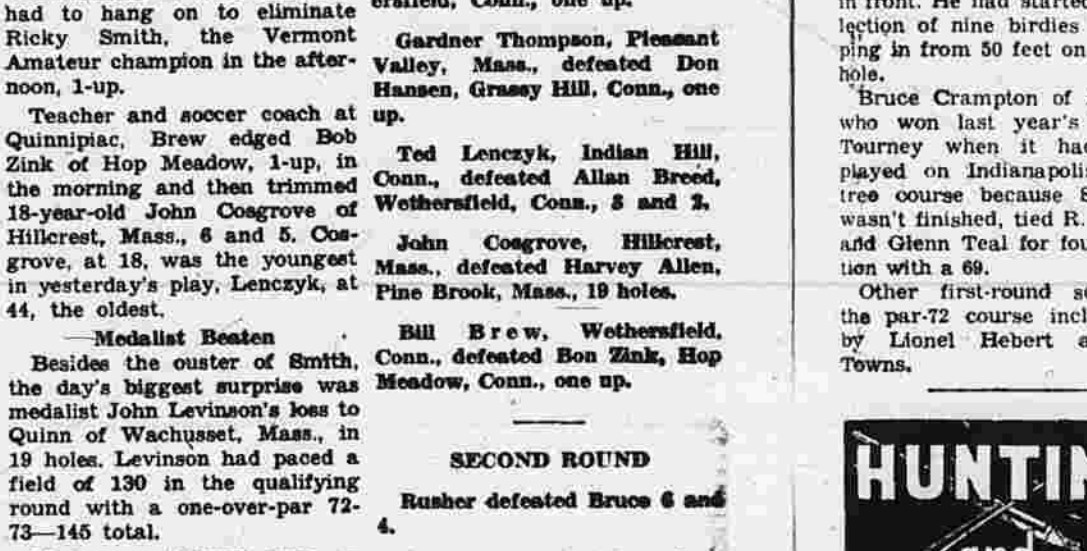 had to hang on to eliminate
Ricky Smith, the Vermont
Amateur champion in the after-
noon, 1-up.
Teacher and soccer coach at
Quinnipiac, Brew edged Bob
Zink of Hop Meadow, 1-up, in
the morning and then trimmed
18-year-old John Cosgrove of
Hillcrest, Mass., 6 and 5. Cos-
grove, at 18, was the youngest
in yesterday's play, Lenczyk, at
44, the oldest.
Medalist Beaten
Besides the ouster of Smith,
the day's biggest surprise was
medalist John Levinson's loss to
Quinn of Wachusset, Mass., in
19 holes. Levinson had paced a
field of 130 in the qualifying
round with a one-over-par 72-
73—145 total.
Conn., one up.
Gardner Thompson, Pleasant
Valley, Mass., defeated Don
Hansen, Grassy Hill, Conn., one
up.
Ted Lenczyk, Indian Hill,
Conn., defeated Allan Breed,
Wethersfield, Conn., 3 and 2.
John Cosgrove, Hillcrest,
Mass., defeated Harvey Allen,
Pine Brook, Mass., 19 holes.
Bill Brew, Wethersfield,
Conn., defeated Bon Zink, Hop
Meadow, Conn., one up.
SECOND ROUND
Rusher defeated Bruce 6 and
4.
in front. He had started
lection of nine birdies
ping in from 50 feet on
hole.
Bruce Crampton of
who won last year's
Tourney when it had
played on Indianapolis
tree course because
wasn't finished, tied R.
and Glenn Teal for fou
tion with a 69.
Other first-round
the par-72 course incl
by Lionel Hebert
Towns.
HUNTIN
and